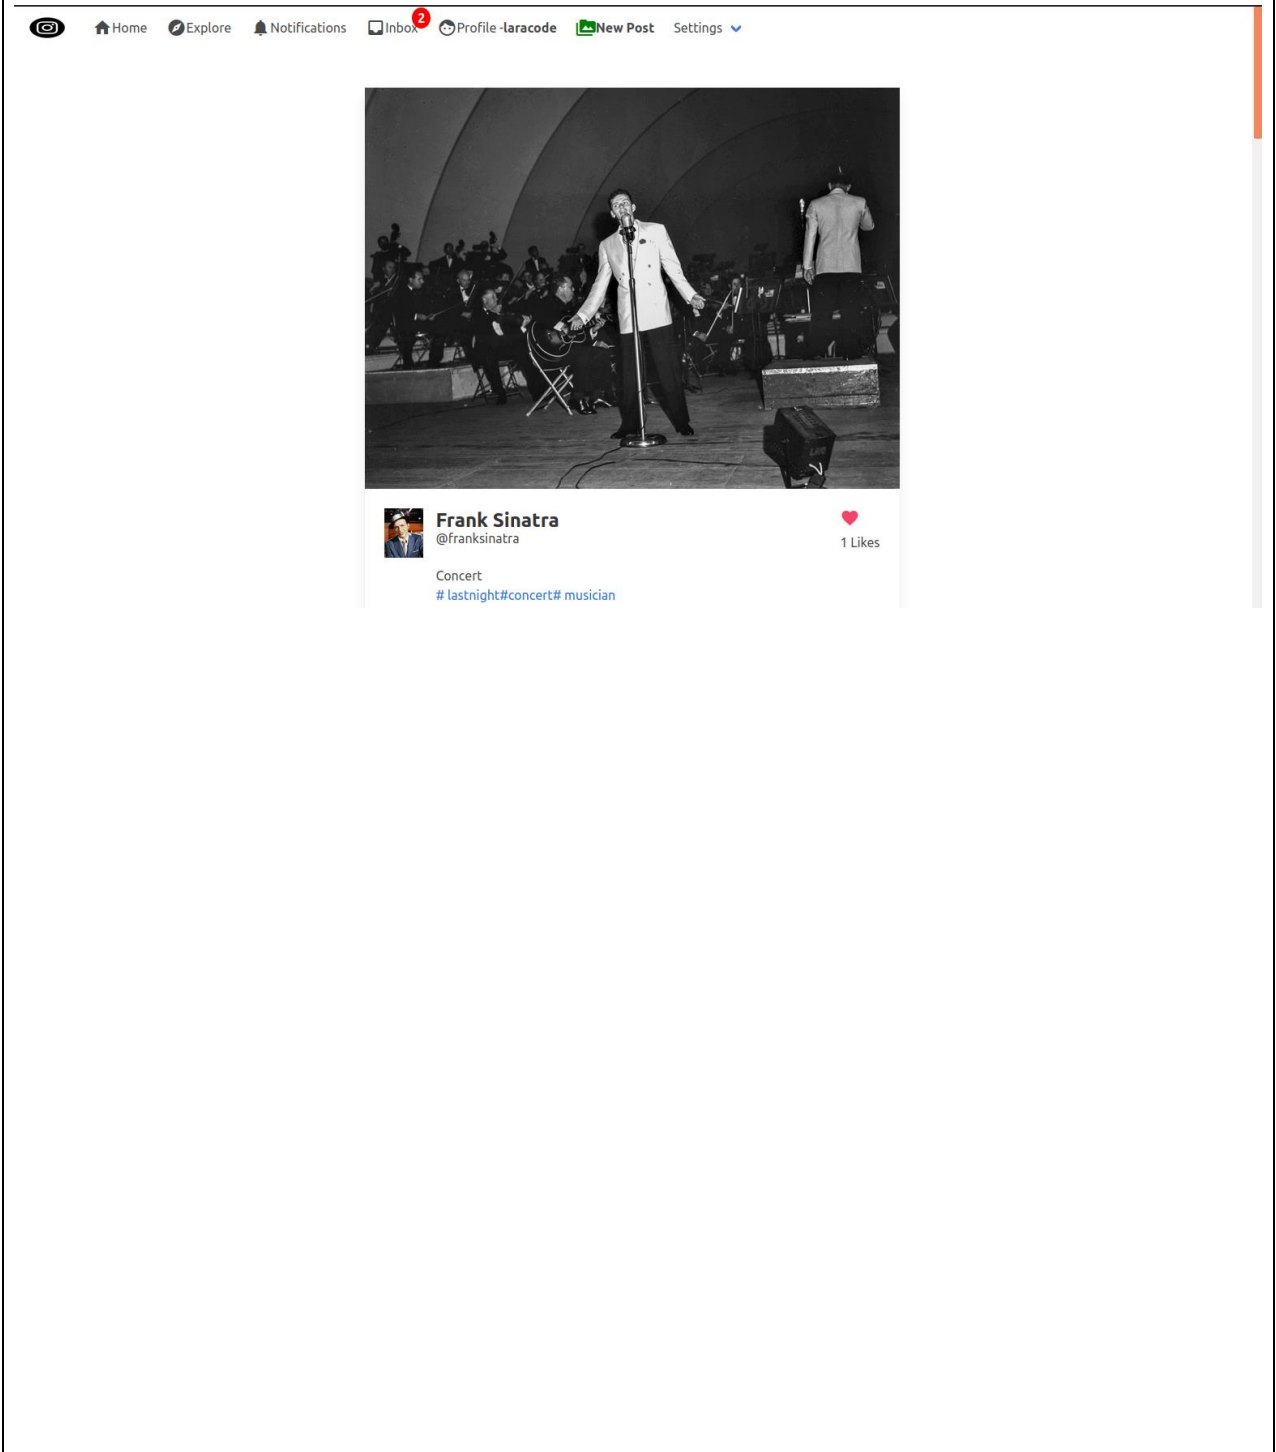 Home Explore Notifications Inbox 2 Profile -laracode New Post Settings
Frank Sinatra
@franksinatra
1 Likes
Concert
# lastnight#concert# musician